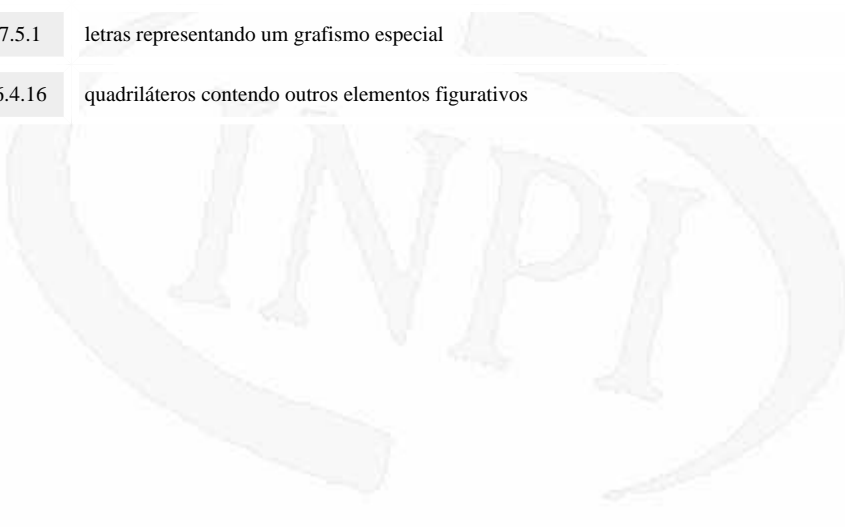 7.5.1 letras representando um grafismo especial
6.4.16 quadriláteros contendo outros elementos figurativos
INPI